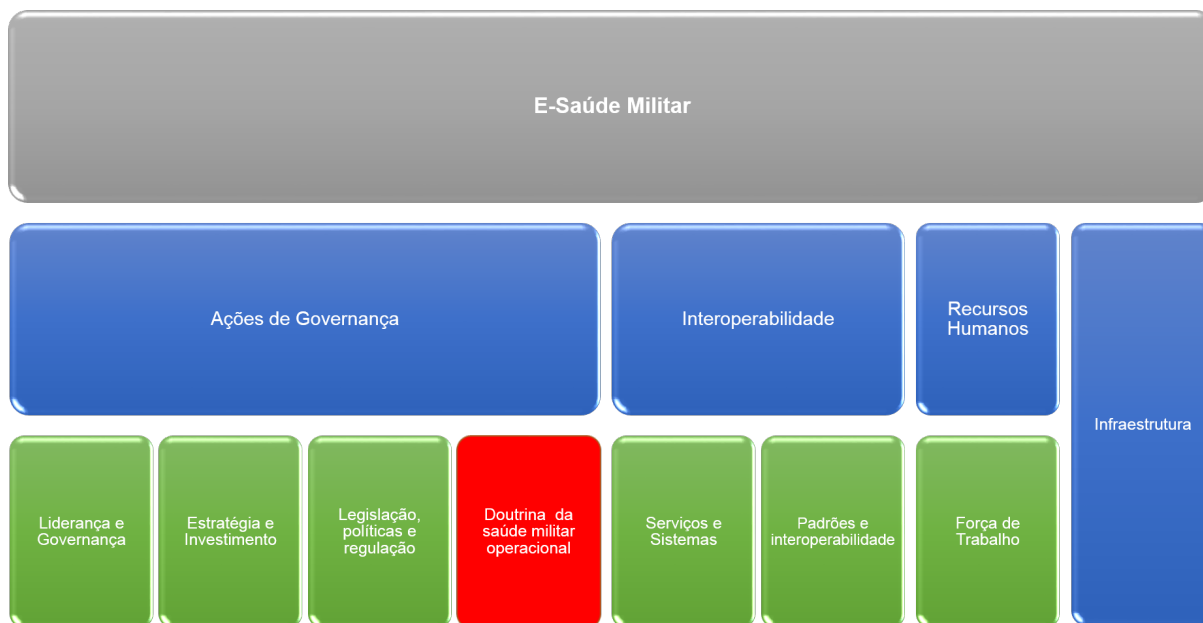 E-Saúde Militar
Ações de Governança
Interoperabilidade
Recursos
Humanos
Infraestrutura
Liderança e
Governança
Estratégia e
Investimento
Legislação,
políticas e
regulação
Doutrina da
saúde militar
operacional
Serviços e
Sistemas
Padrões e
interoperabilidade
Força de
Trabalho